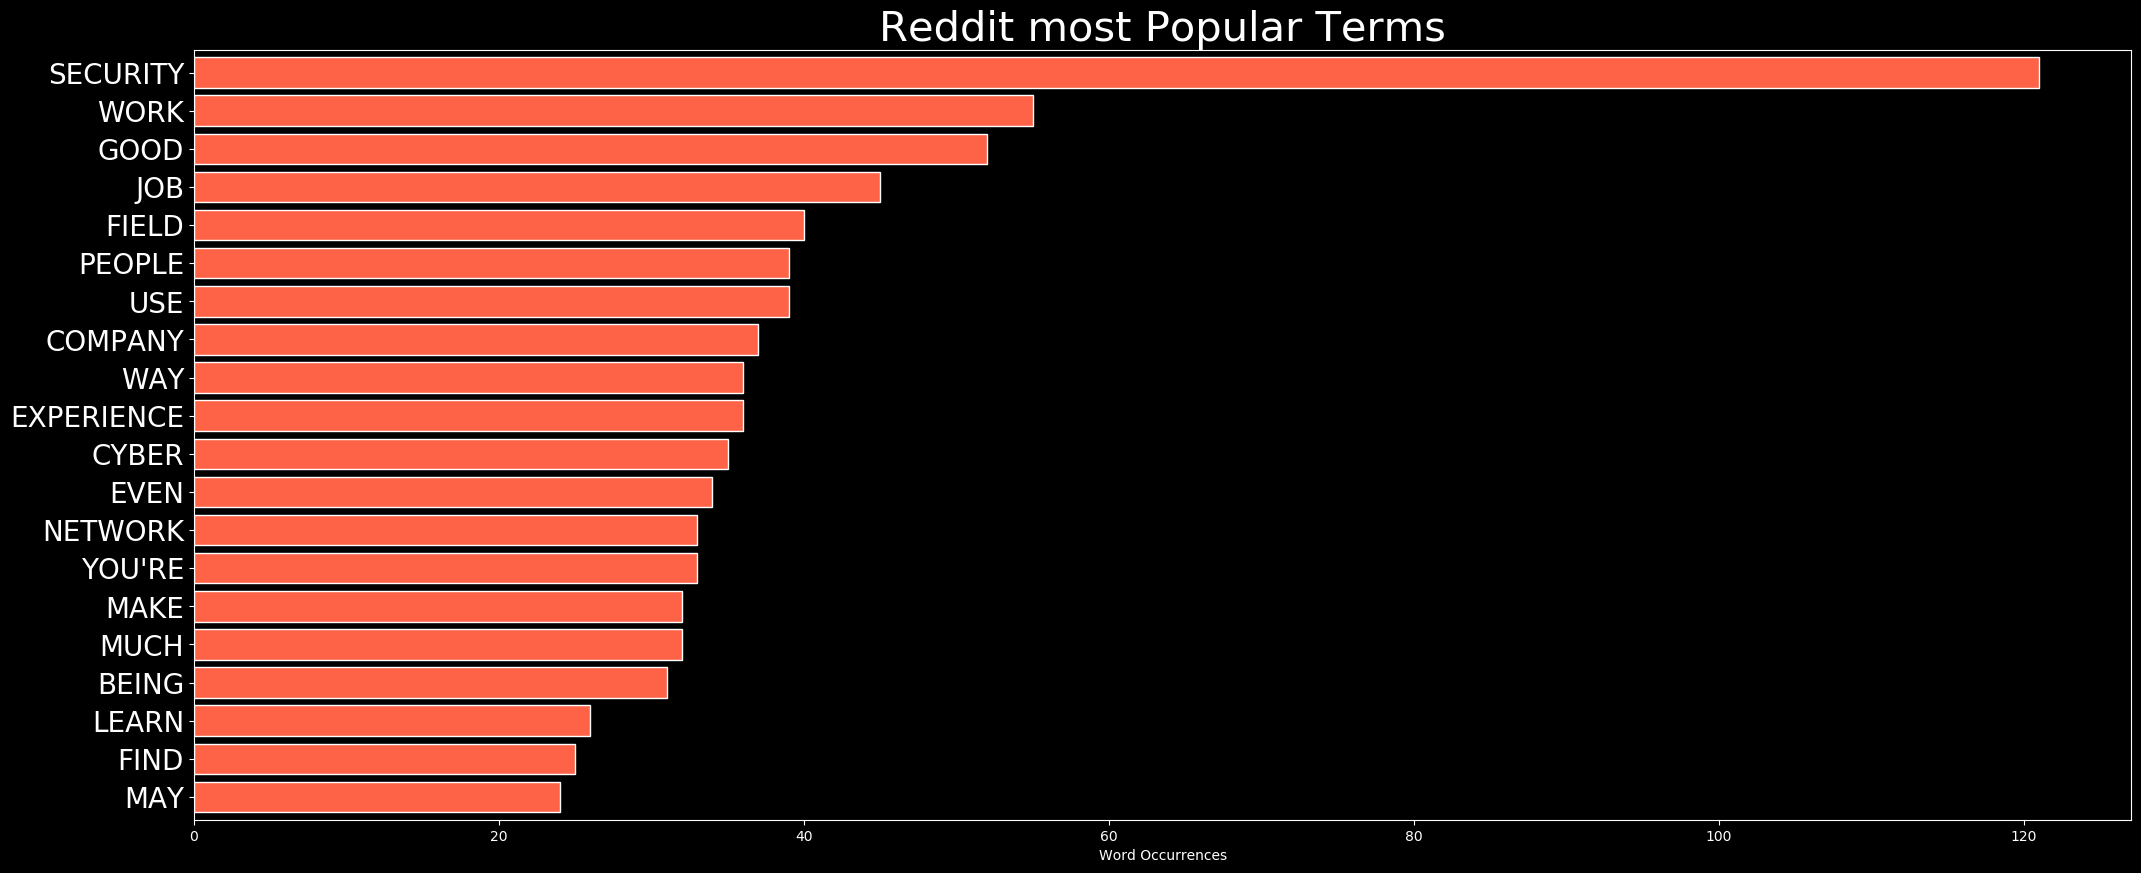 Reddit most Popular Terms
SECURITY
WORK
GOOD
JOB
FIELD
PEOPLE
USE
COMPANY
WAY
EXPERIENCE
CYBER
EVEN
NETWORK
YOU'RE
MAKE
MUCH
BEING
LEARN
FIND
MAY
0 20 40 60 80 100 120
Word Occurrences